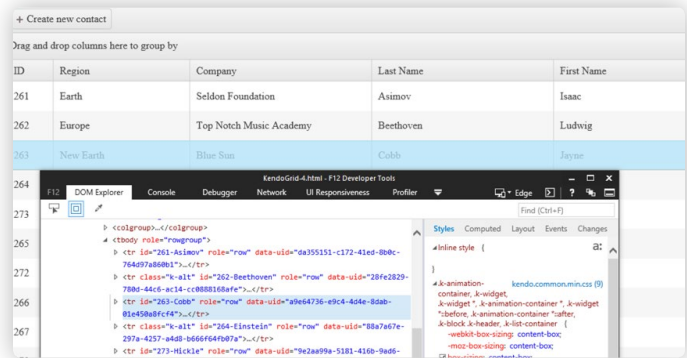 + Create new contact
Drag and drop columns here to group by
ID Region Company Last Name First Name
261 Earth Seldon Foundation Asimov Isaac
262 Europe Top Notch Music Academy Beethoven Ludwig
263 New Earth Blue Sun Cobb Jayne
264
273
265
272
266
267
KendoGrid-4.html - F12 Developer Tools
F12 DOM Explorer Console Debugger Network UI Responsiveness Profiler Edge ?
Find (Ctrl+F)
<colgroup>…</colgroup>
<tbody role="rowgroup">
<tr id="261-Asimov" role="row" data-uid="da355151-c172-41ed-8b0c-
764d97a860b1">…</tr>
<tr class="k-alt" id="262-Beethoven" role="row" data-uid="28fe2829-
780d-44c6-ac14-cc0888168afe">…</tr>
<tr id="263-Cobb" role="row" data-uid="a9e64736-e9c4-4d4e-8dab-
01e450a8fcf4">…</tr>
<tr class="k-alt" id="264-Einstein" role="row" data-uid="88a7a67e-
297a-4257-a4d8-b666f64fb07a">…</tr>
<tr id="273-Hickle" role="row" data-uid="9e2aa99a-5181-416b-9ad6-
Styles Computed Layout Events Changes
Inline style {
a:
}
.k-animation- kendo.common.min.css (9)
container, .k-widget,
.k-widget *, .k-animation-container *, .k-widget
*:before, .k-animation-container *:after,
.k-block .k-header, .k-list-container {
-webkit-box-sizing: content-box;
-moz-box-sizing: content-box;
box-sizing: content-box;